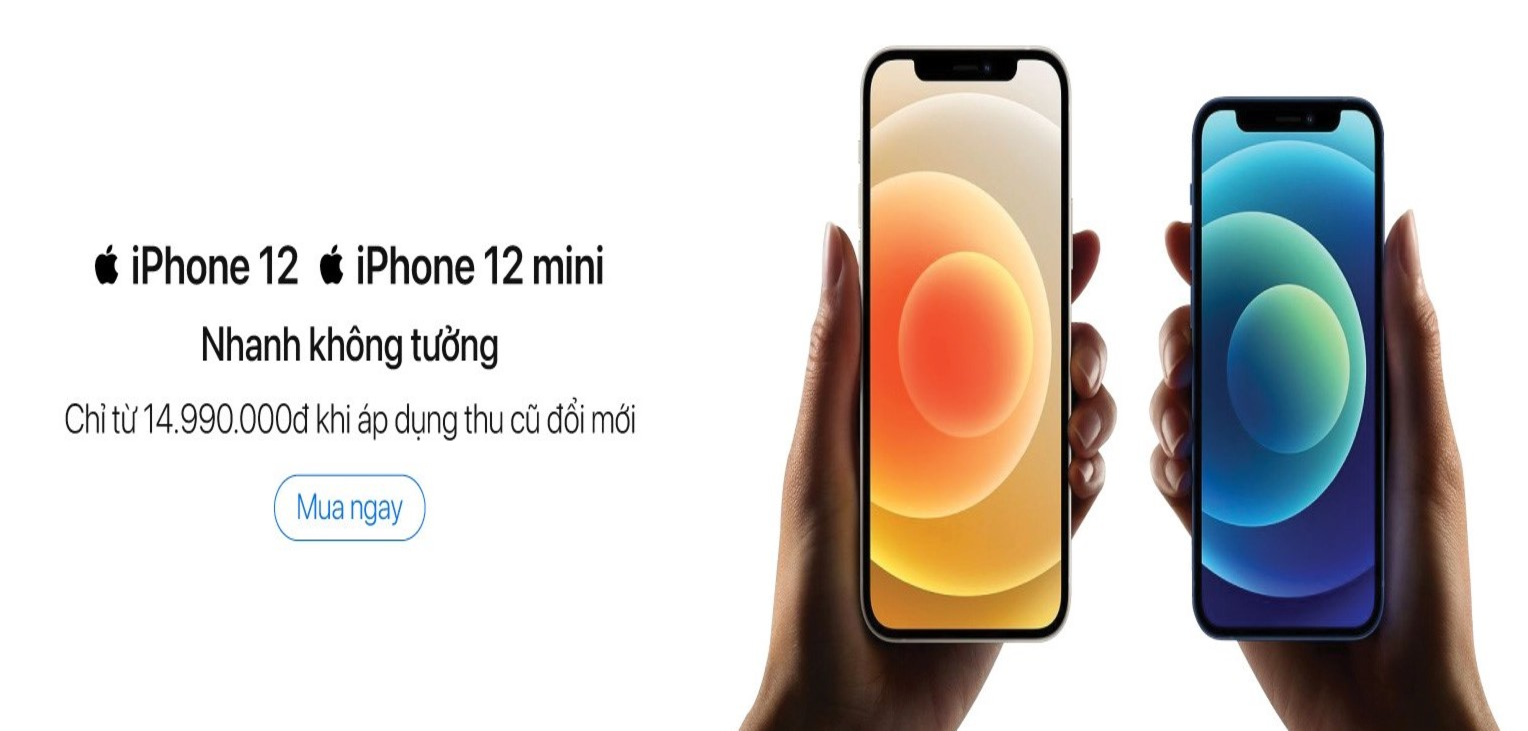 iPhone 12 iPhone 12 mini
Nhanh không tưởng
Chỉ từ 14.990.000đ khi áp dụng thu cũ đổi mới
Mua ngay